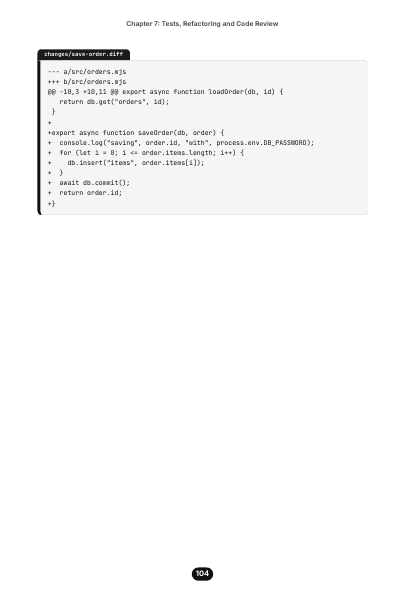 Chapter 7: Tests, Refactoring and Code Review
changes/save-order.diff
--- a/src/orders.mjs
+++ b/src/orders.mjs
@@ -10,3 +10,11 @@ export async function loadOrder(db, id) {
   return db.get("orders", id);
 }
+
+export async function saveOrder(db, order) {
+  console.log("saving", order.id, "with", process.env.DB_PASSWORD);
+  for (let i = 0; i <= order.items.length; i++) {
+    db.insert("items", order.items[i]);
+  }
+  await db.commit();
+  return order.id;
+}
104